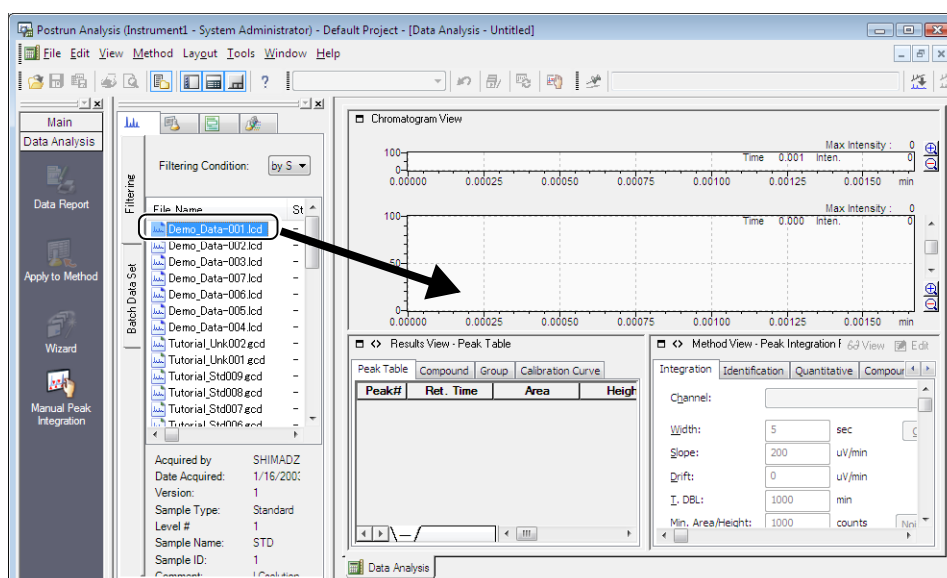 Postrun Analysis (Instrument1 - System Administrator) - Default Project - [Data Analysis - Untitled]
File Edit View Method Layout Tools Window Help
Main
Data Analysis
Data Report
Apply to Method
Wizard
Manual Peak
Integration
Filtering
Batch Data Set
Filtering Condition: by S
File Name St
Demo_Data-001.lcd -
Demo_Data-002.lcd -
Demo_Data-003.lcd -
Demo_Data-007.lcd -
Demo_Data-006.lcd -
Demo_Data-005.lcd -
Demo_Data-004.lcd -
Tutorial_Unk002.gcd -
Tutorial_Unk001.gcd -
Tutorial_Std009.gcd -
Tutorial_Std008.gcd -
Tutorial_Std007.gcd -
Tutorial_Std006.gcd -
Acquired by SHIMADZ
Date Acquired: 1/16/2003
Version: 1
Sample Type: Standard
Level # 1
Sample Name: STD
Sample ID: 1
Comment:
Chromatogram View
Max Intensity : 0
Time 0.001 Inten. 0
100
0
0.00000 0.00025 0.00050 0.00075 0.00100 0.00125 0.00150 min
Max Intensity : 0
Time 0.000 Inten. 0
100
50
0
0.00000 0.00025 0.00050 0.00075 0.00100 0.00125 0.00150 min
Results View - Peak Table
Peak Table Compound Group Calibration Curve
Peak# Ret. Time Area Heigh
Method View - Peak Integration F View Edit
Integration Identification Quantitative Compour
Channel:
Width: 5 sec
Slope: 200 uV/min
Drift: 0 uV/min
T. DBL: 1000 min
Min. Area/Height: 1000 counts
Data Analysis